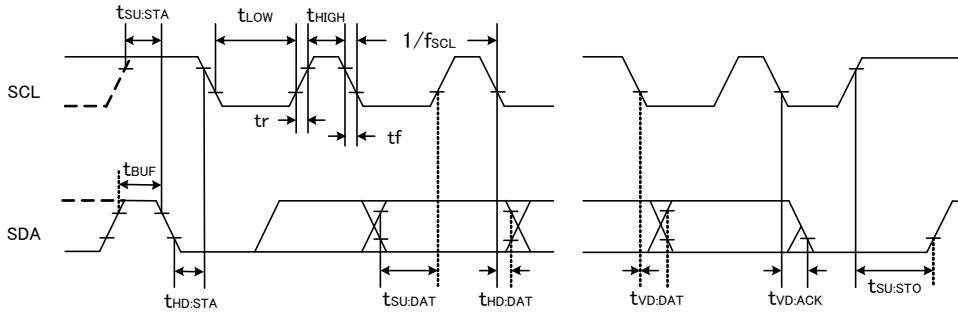 tSU:STA
tLOW
tHIGH
1/fSCL
SCL
tr
tf
tBUF
SDA
tHD:STA
tSU:DAT
tHD:DAT
tVD:DAT
tVD:ACK
tSU:STO